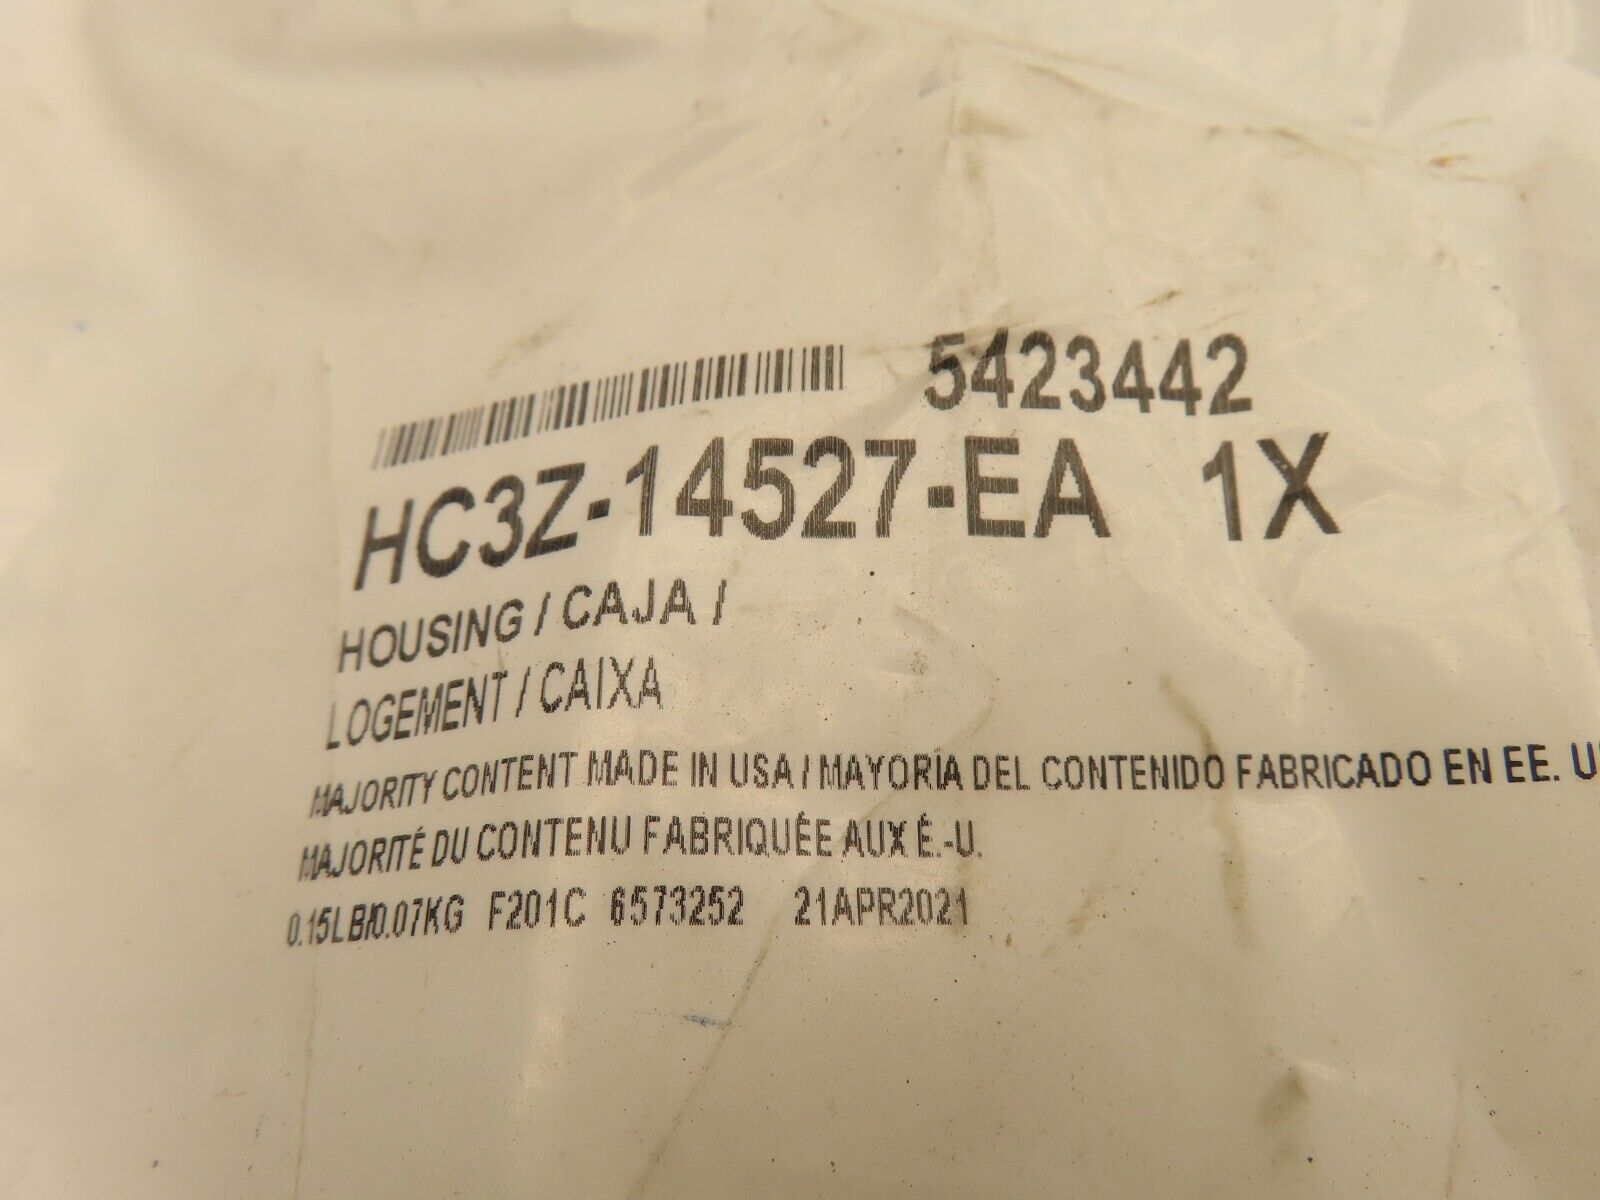 5423442
HC3Z-14527-EA 1X
HOUSING / CAJA /
LOGEMENT / CAIXA
MAJORITY CONTENT MADE IN USA / MAYORÍA DEL CONTENIDO FABRICADO EN EE. U
MAJORITÉ DU CONTENU FABRIQUÉE AUX É.-U.
0.15LB/0.07KG F201C 6573252 21APR2021